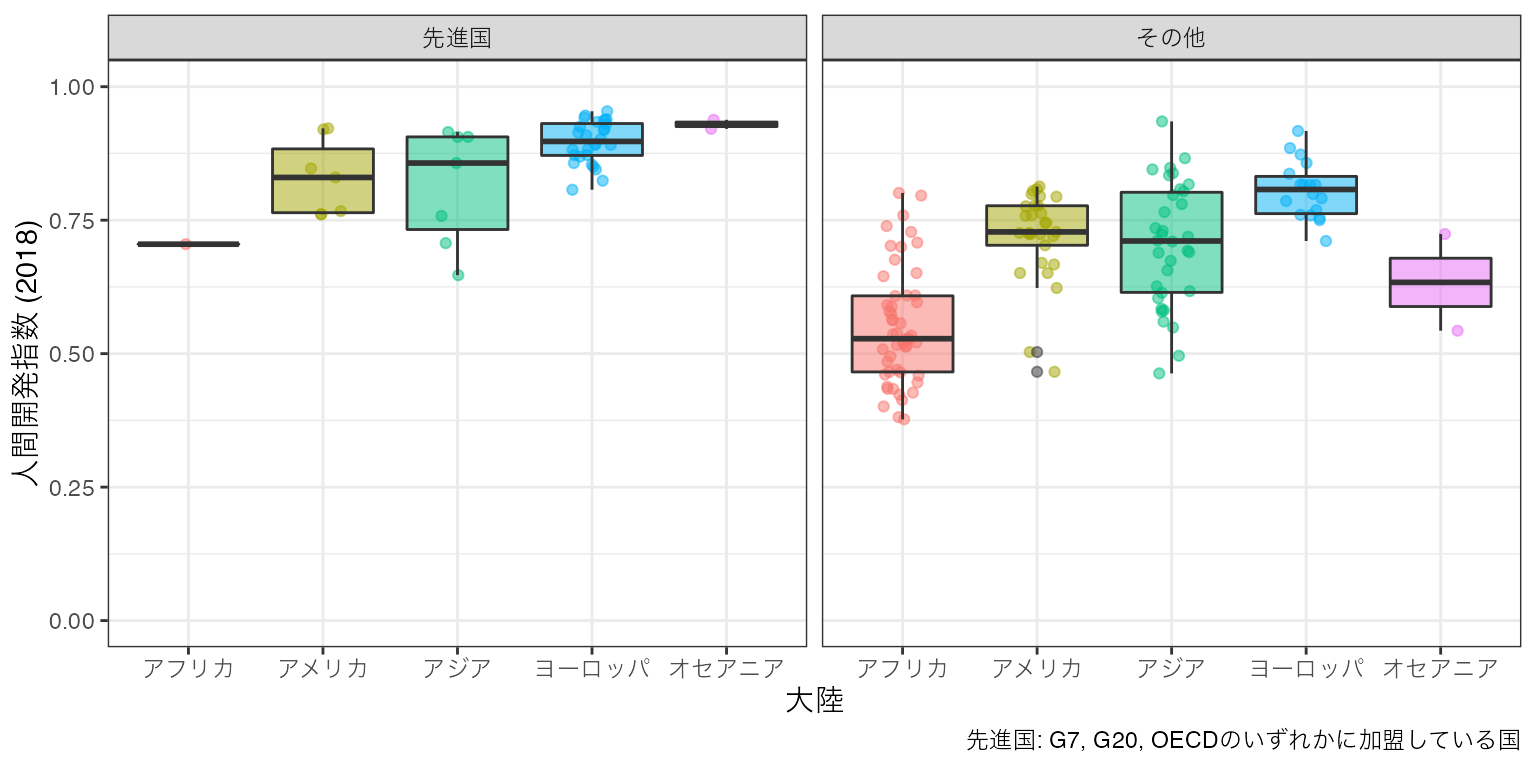 先進国
その他
人間開発指数 (2018)
1.00
0.75
0.50
0.25
0.00
アフリカ アメリカ アジア ヨーロッパ オセアニア
アフリカ アメリカ アジア ヨーロッパ オセアニア
大陸
先進国: G7, G20, OECDのいずれかに加盟している国